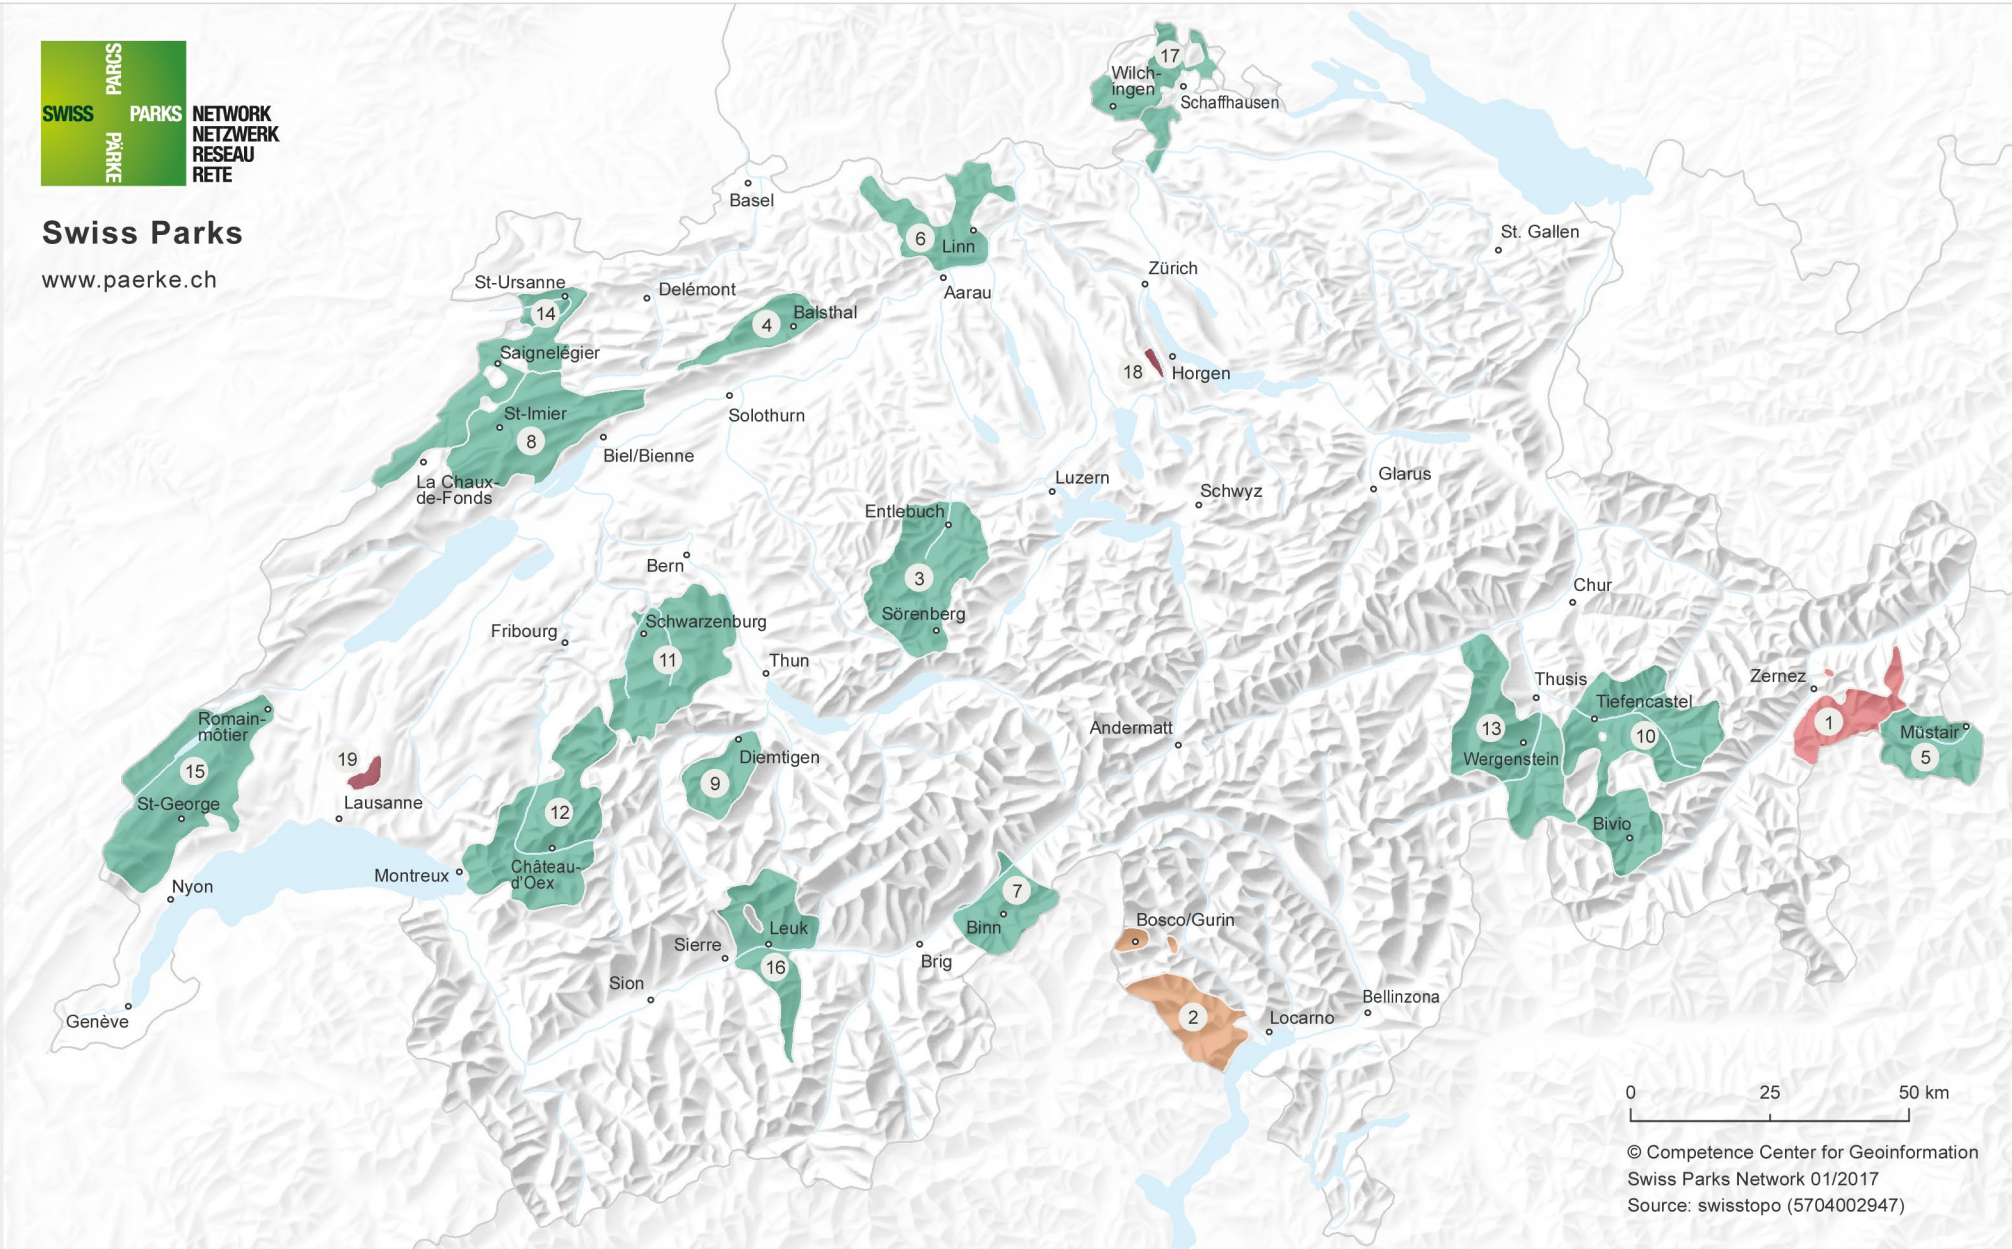 PARCS
SWISS
PARKS
PÄRKE
NETWORK
NETZWERK
RESEAU
RETE
Swiss Parks
www.paerke.ch
17
Wilch-
ingen
Schaffhausen
Basel
6
Linn
Aarau
St. Gallen
Zürich
St-Ursanne
14
Delémont
4
Balsthal
Saignelégier
18
Horgen
St-Imier
8
Solothurn
Biel/Bienne
La Chaux-
de-Fonds
Luzern
Schwyz
Glarus
Entlebuch
3
Sörenberg
Bern
Chur
Fribourg
Schwarzenburg
11
Thun
Zernez
Thusis
Tiefencastel
1
Müstair
5
Romain-
môtier
15
St-George
19
Lausanne
Andermatt
13
Wergenstein
10
Diemtigen
9
12
Château-
d'Oex
Bivio
Montreux
Nyon
7
Binn
Leuk
Sierre
16
Brig
Bosco/Gurin
Sion
2
Locarno
Bellinzona
Genève
0 25 50 km
© Competence Center for Geoinformation
Swiss Parks Network 01/2017
Source: swisstopo (5704002947)